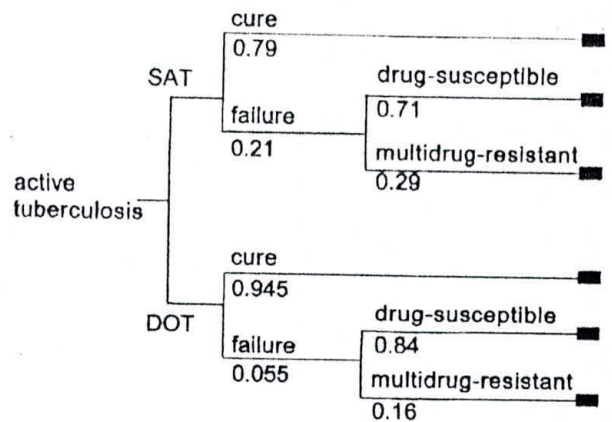 cure
0.79
SAT
drug-susceptible
0.71
failure
0.21
multidrug-resistant
0.29
active
tuberculosis
cure
0.945
DOT
drug-susceptible
0.84
failure
0.055
multidrug-resistant
0.16